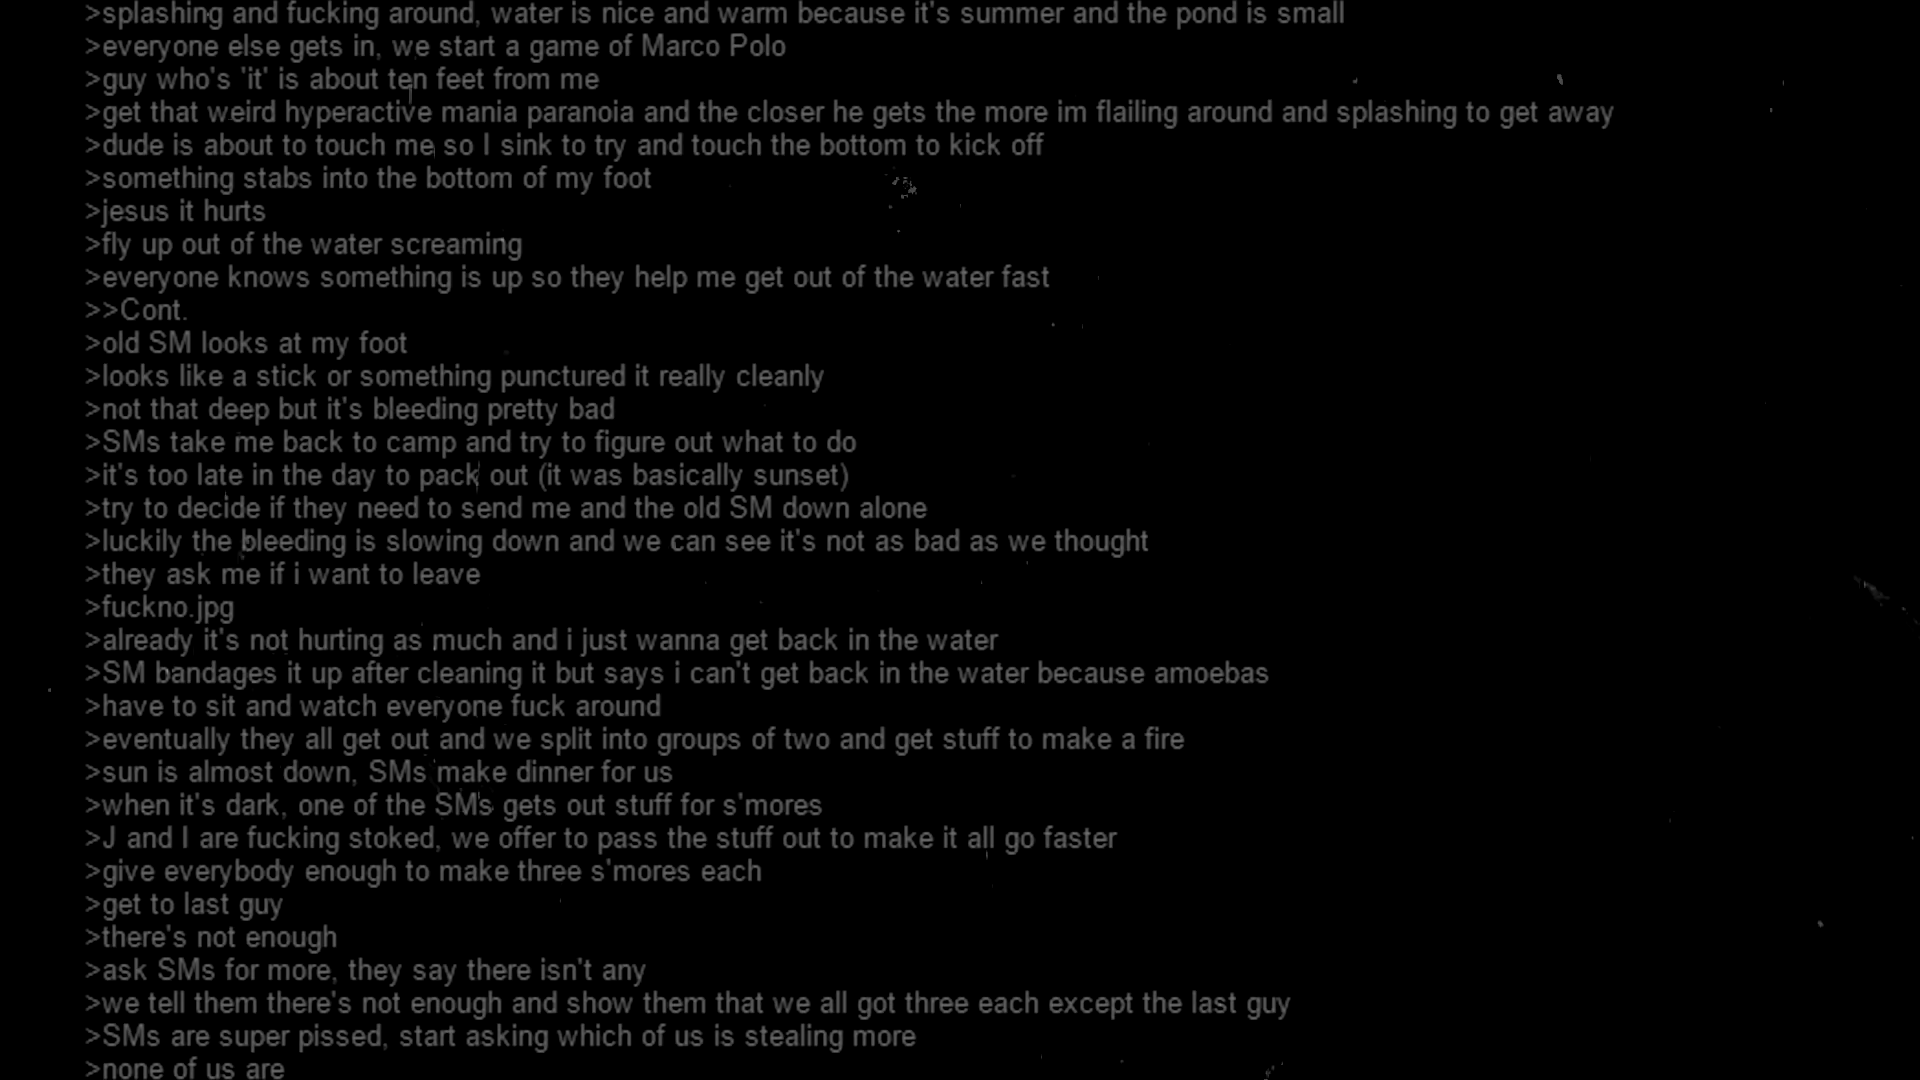 >splashing and fucking around, water is nice and warm because it's summer and the pond is small
>everyone else gets in, we start a game of Marco Polo
>guy who's 'it' is about ten feet from me
>get that weird hyperactive mania paranoia and the closer he gets the more im flailing around and splashing to get away
>dude is about to touch me so I sink to try and touch the bottom to kick off
>something stabs into the bottom of my foot
>jesus it hurts
>fly up out of the water screaming
>everyone knows something is up so they help me get out of the water fast
>>Cont.
>old SM looks at my foot
>looks like a stick or something punctured it really cleanly
>not that deep but it's bleeding pretty bad
>SMs take me back to camp and try to figure out what to do
>it's too late in the day to pack out (it was basically sunset)
>try to decide if they need to send me and the old SM down alone
>luckily the bleeding is slowing down and we can see it's not as bad as we thought
>they ask me if i want to leave
>fuckno.jpg
>already it's not hurting as much and i just wanna get back in the water
>SM bandages it up after cleaning it but says i can't get back in the water because amoebas
>have to sit and watch everyone fuck around
>eventually they all get out and we split into groups of two and get stuff to make a fire
>sun is almost down, SMs make dinner for us
>when it's dark, one of the SMs gets out stuff for s'mores
>J and I are fucking stoked, we offer to pass the stuff out to make it all go faster
>give everybody enough to make three s'mores each
>get to last guy
>there's not enough
>ask SMs for more, they say there isn't any
>we tell them there's not enough and show them that we all got three each except the last guy
>SMs are super pissed, start asking which of us is stealing more
>none of us are